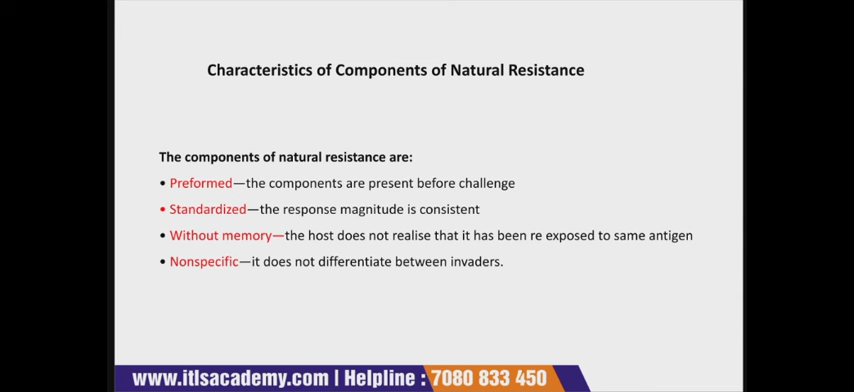 Characteristics of Components of Natural Resistance
The components of natural resistance are:
• Preformed—the components are present before challenge
• Standardized—the response magnitude is consistent
• Without memory—the host does not realise that it has been re exposed to same antigen
• Nonspecific—it does not differentiate between invaders.
www.itlsacademy.com | Helpline : 7080 833 450